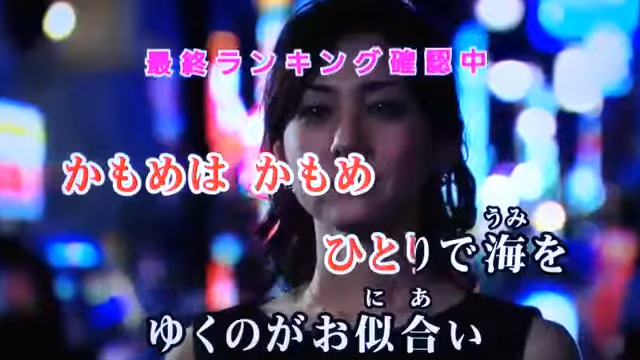 最終ランキング確認中
かもめは かもめ
ひとりで海を
うみ
ゆくのがお似合い
にあ